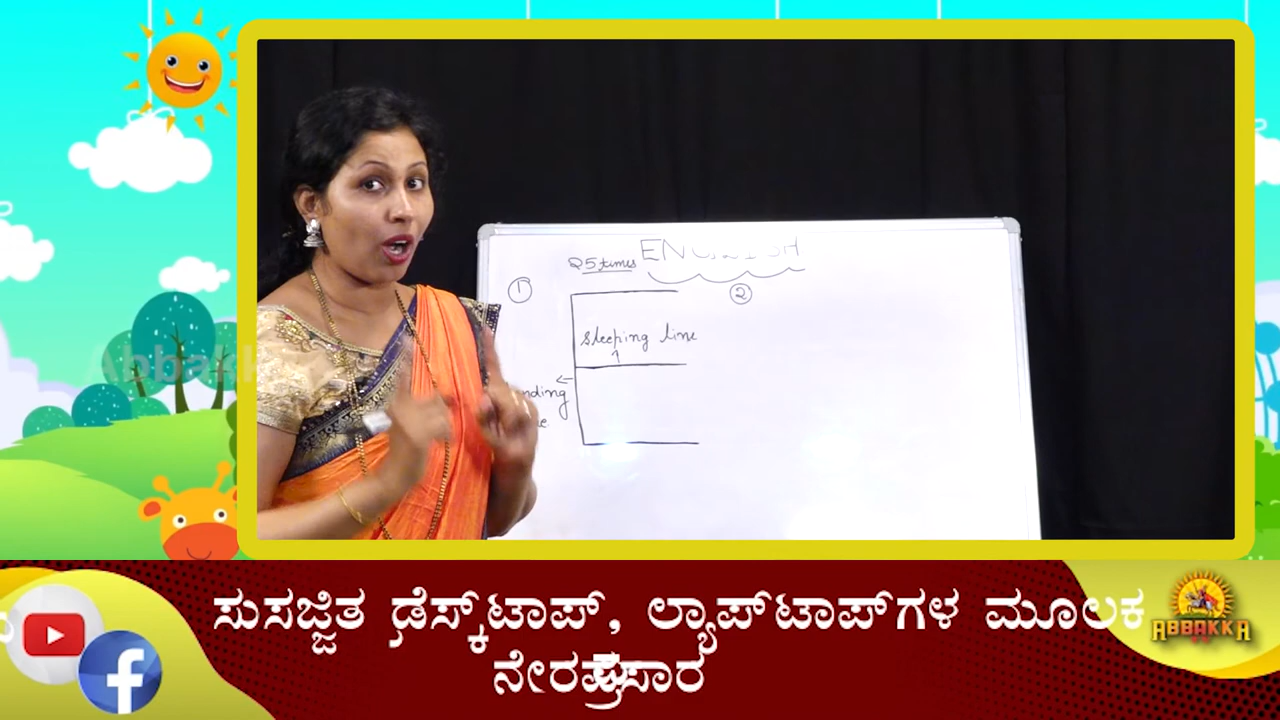 25 times ENGLISH
1 2
sleeping line
ABBAKKA
ಸುಸಜ್ಜಿತ ಡೆಸ್ಕ್‌ಟಾಪ್, ಲ್ಯಾಪ್‌ಟಾಪ್‌ಗಳ ಮೂಲಕ
ನೇರಪ್ರಸಾರ